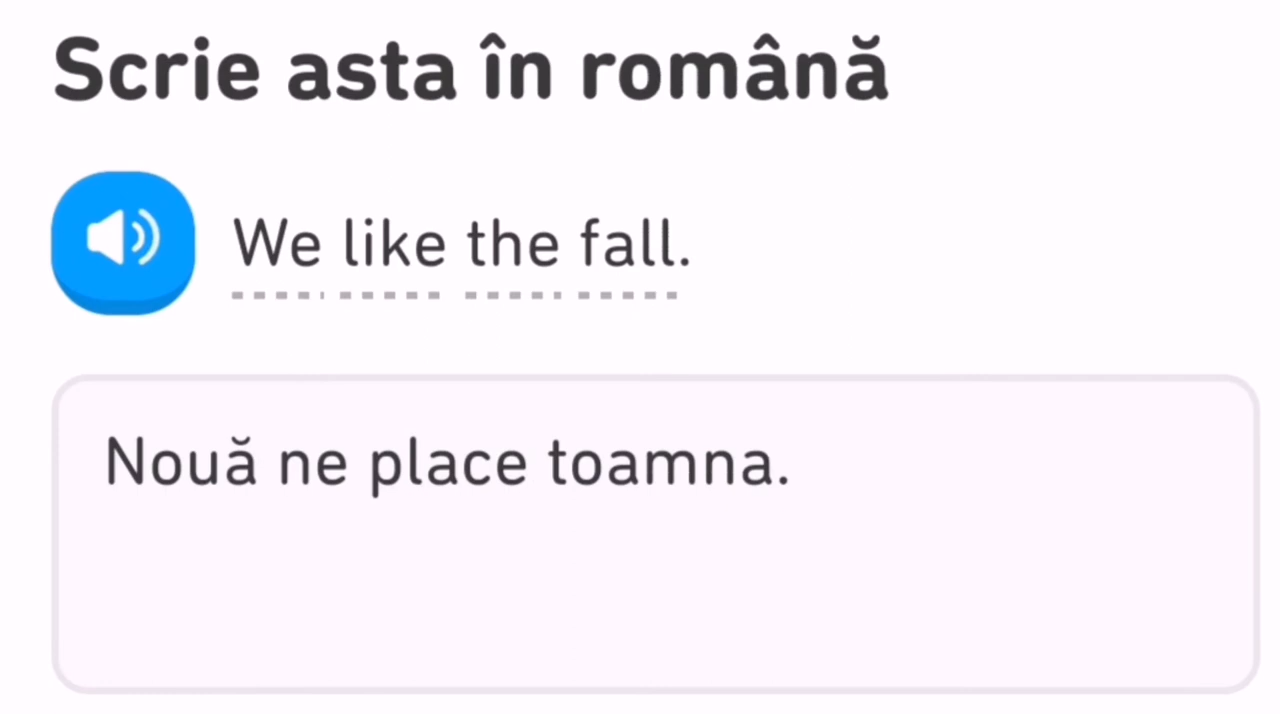 Scrie asta în română
We like the fall.
Nouă ne place toamna.